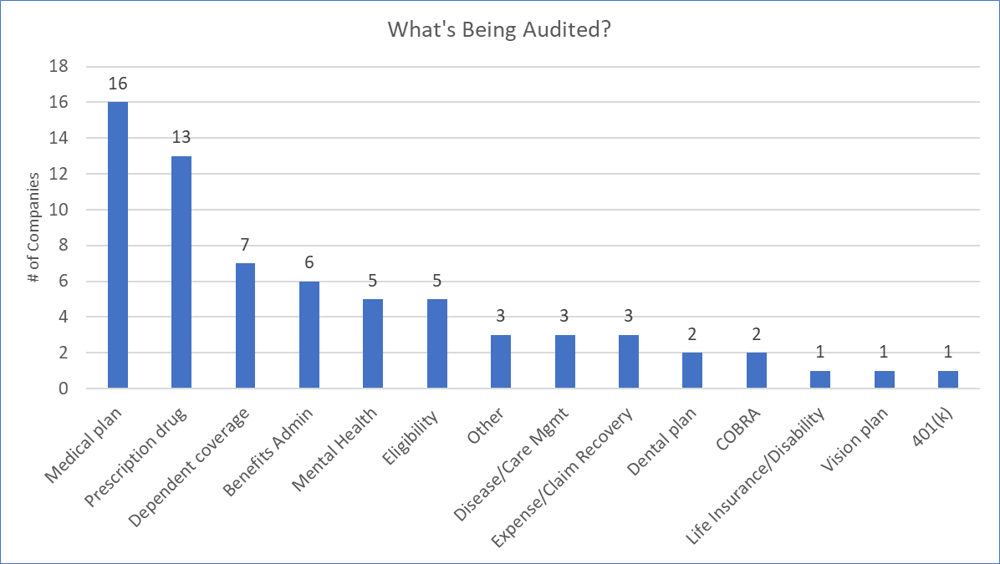 What's Being Audited?
# of Companies
18
16
14
12
10
8
6
4
2
0
16
13
7
6
5
5
3
3
3
2
2
1
1
1
Medical plan
Prescription drug
Dependent coverage
Benefits Admin
Mental Health
Eligibility
Other
Disease/Care Mgmt
Expense/Claim Recovery
Dental plan
COBRA
Life Insurance/Disability
Vision plan
401(k)